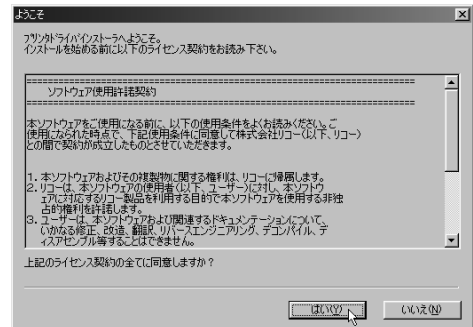 ようこそ
プリンタドライバインストーラへようこそ。
インストールを始める前に以下のライセンス契約をお読み下さい。
============================================================
ソフトウェア使用許諾契約
============================================================
本ソフトウェアをご使用になる前に、以下の使用条件をよくお読みください。ご
使用になられた時点で、下記使用条件に同意して株式会社リコー(以下、リコー)
との間で契約が成立したものとさせていただきます。
1. 本ソフトウェアおよびその複製物に関する権利は、リコーに帰属します。
2. リコーは、本ソフトウェアの使用者(以下、ユーザー)に対し、本ソフトウ
ェアに対応するリコー製品を利用する目的で本ソフトウェアを使用する非独
占的権利を許諾します。
3. ユーザーは、本ソフトウェアおよび関連するドキュメンテーションについて、
いかなる修正、改造、翻訳、リバースエンジニアリング、デコンパイル、デ
ィスアセンブル等することはできません。
上記のライセンス契約の全てに同意しますか?
はい(Y)
いいえ(N)